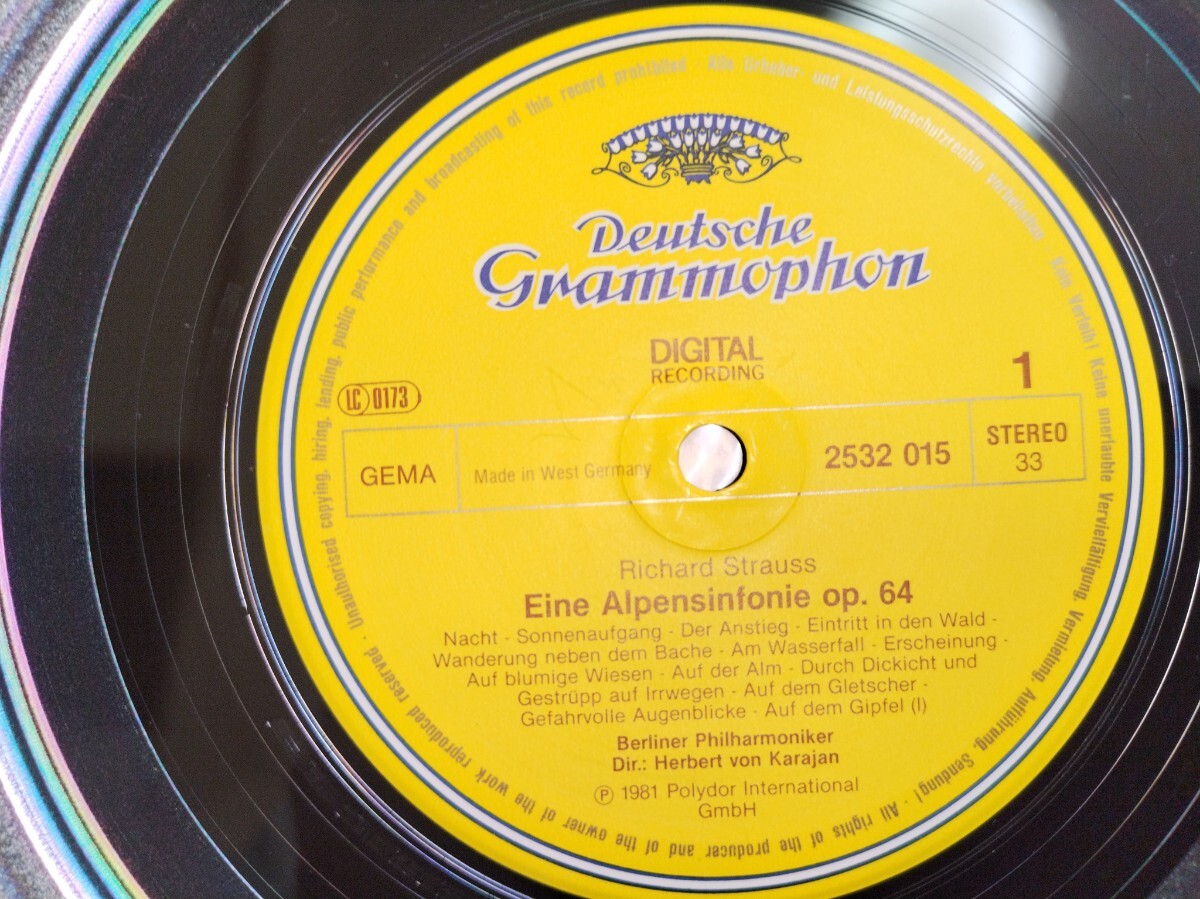 Deutsche
Grammophon
DIGITAL
RECORDING
1
LC 0173
GEMA
Made in West Germany
2532 015
STEREO
33
Richard Strauss
Eine Alpensinfonie op. 64
Nacht - Sonnenaufgang - Der Anstieg - Eintritt in den Wald -
Wanderung neben dem Bache - Am Wasserfall - Erscheinung -
Auf blumige Wiesen - Auf der Alm - Durch Dickicht und
Gestrüpp auf Irrwegen - Auf dem Gletscher -
Gefahrvolle Augenblicke - Auf dem Gipfel (I)
Berliner Philharmoniker
Dir.: Herbert von Karajan
℗ 1981 Polydor International
GmbH
Alle Urheber- und Leistungsschutzrechte vorbehalten · Kein Verleih! Keine unerlaubte Vervielfältigung, Vermietung, Aufführung, Sendung! · All rights of the producer and of the owner of the work reproduced reserved · Unauthorised copying, hiring, lending, public performance and broadcasting of this record prohibited ·